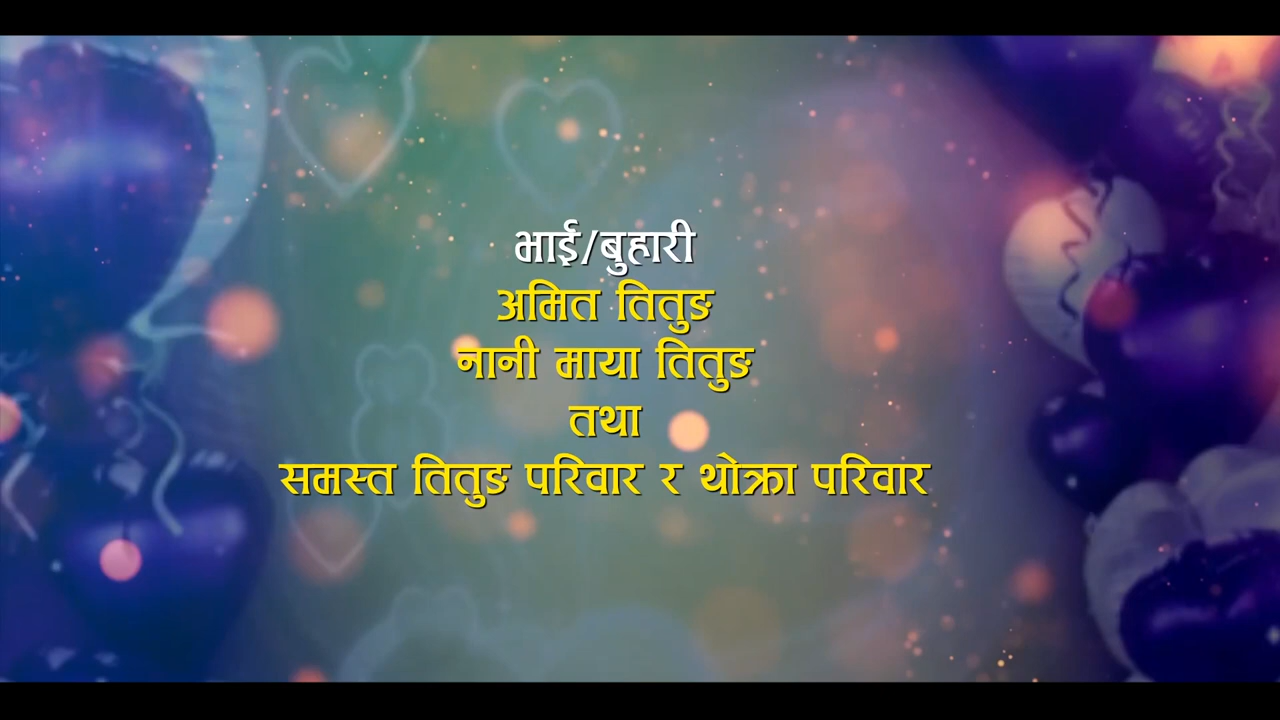 भाई/बुहारी
अमित तितुङ
नानी माया तितुङ
तथा
समस्त तितुङ परिवार र थोक्रा परिवार